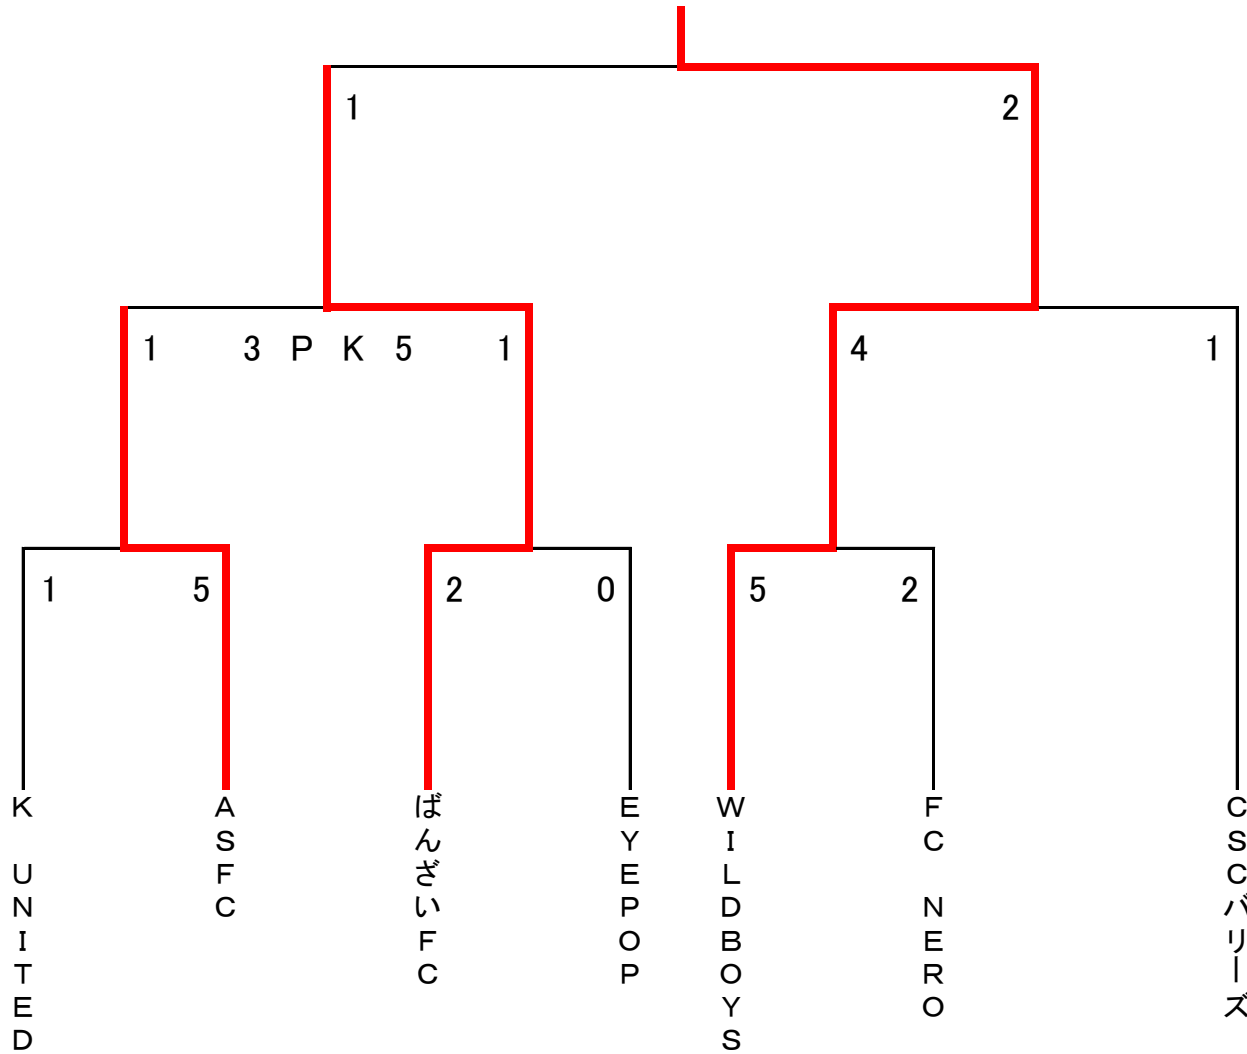 1 2
1 3 PK 5 1 4 1
1 5 2 0 5 2
K UNITED
ASFC
ばんざいFC
EYEPOP
WILDBOYS
FC NERO
CSCバリーズ